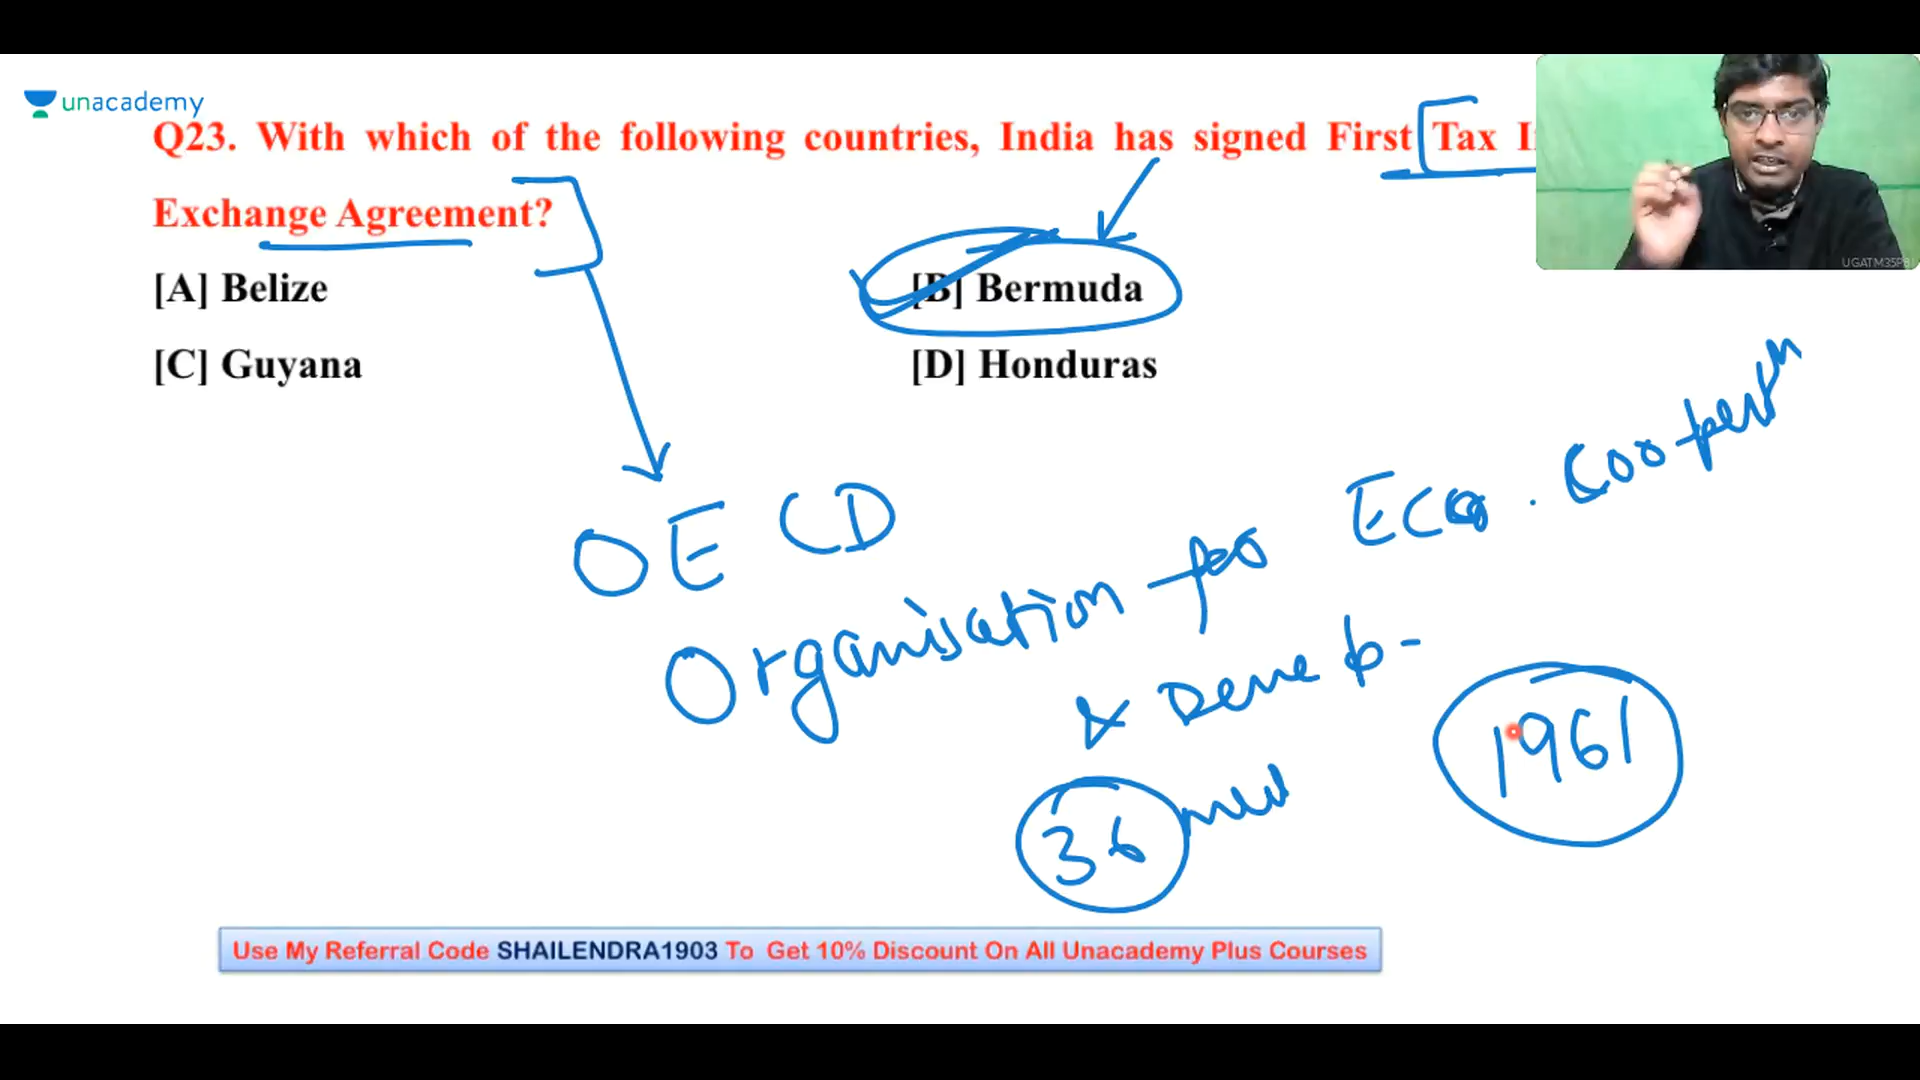 unacademy
Q23. With which of the following countries, India has signed First Tax
Exchange Agreement?
[A] Belize
[B] Bermuda
[C] Guyana
[D] Honduras
OECD
Organisation for Eco. Cooper
&
1961
36
Use My Referral Code SHAILENDRA1903 To Get 10% Discount On All Unacademy Plus Courses